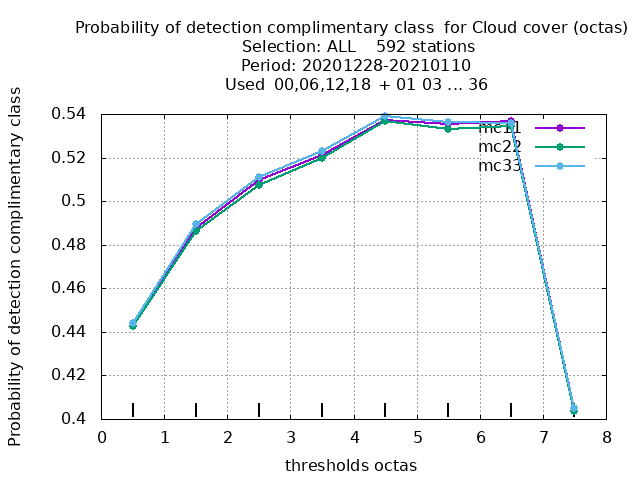 Probability of detection complimentary class  for Cloud cover (octas)
Selection: ALL    592 stations
Period: 20201228-20210110
Used  00,06,12,18  + 01 03 ... 36
Probability of detection complimentary class
0.54
0.52
0.5
0.48
0.46
0.44
0.42
0.4
mc11
mc22
mc33
0 1 2 3 4 5 6 7 8
thresholds octas